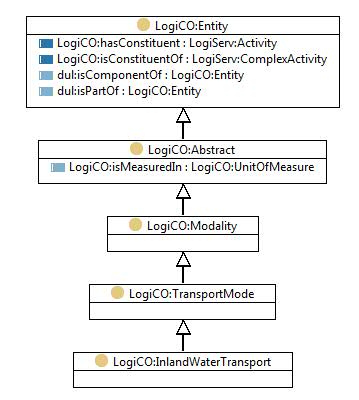 LogiCO:Entity
LogiCO:hasConstituent : LogiServ:Activity
LogiCO:isConstituentOf : LogiServ:ComplexActivity
dul:isComponentOf : LogiCO:Entity
dul:isPartOf : LogiCO:Entity
LogiCO:Abstract
LogiCO:isMeasuredIn : LogiCO:UnitOfMeasure
LogiCO:Modality
LogiCO:TransportMode
LogiCO:InlandWaterTransport